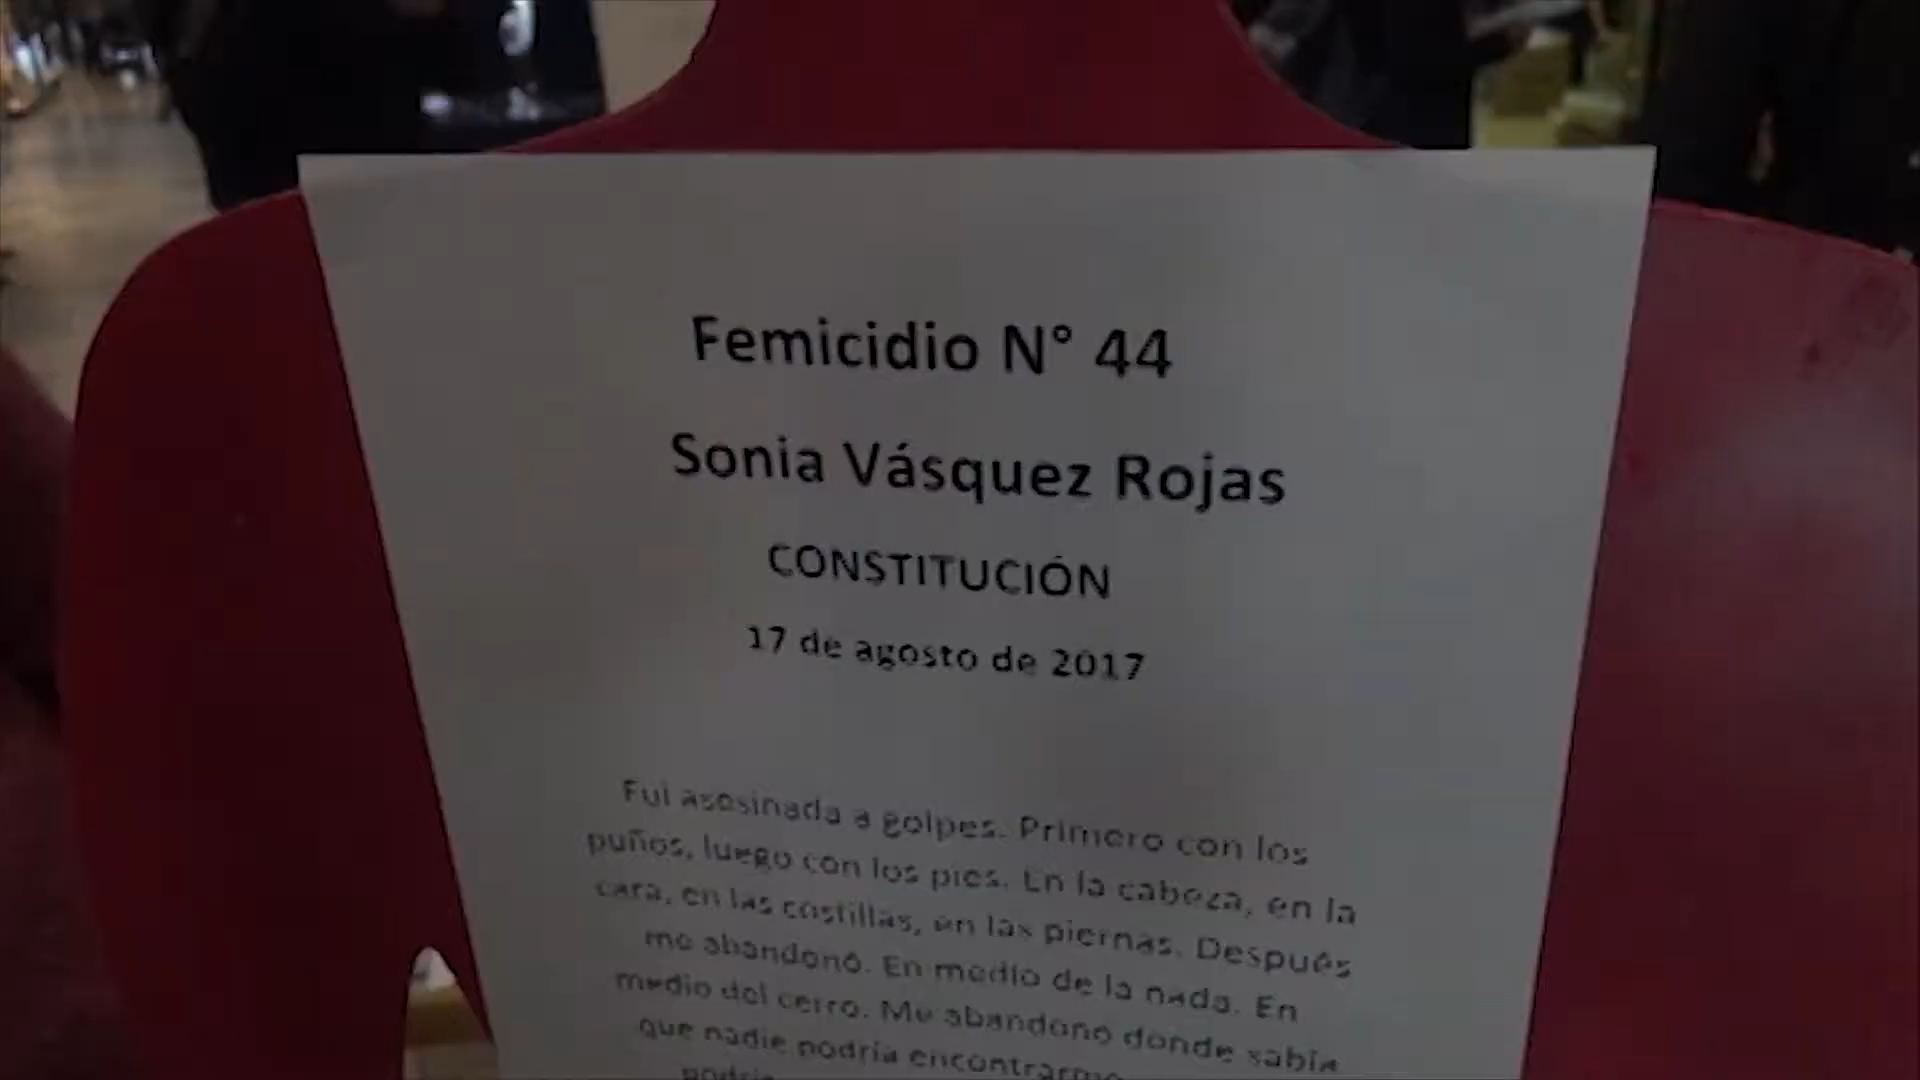 Femicidio N° 44
Sonia Vásquez Rojas
CONSTITUCIÓN
17 de agosto de 2017
Fui asesinada a golpes. Primero con los
puños, luego con los pies. En la cabeza, en la
cara, en las costillas, en las piernas. Después
me abandonó. En medio de la nada. En
medio del cerro. Me abandonó donde sabía
que nadie podría encontrarme
podría